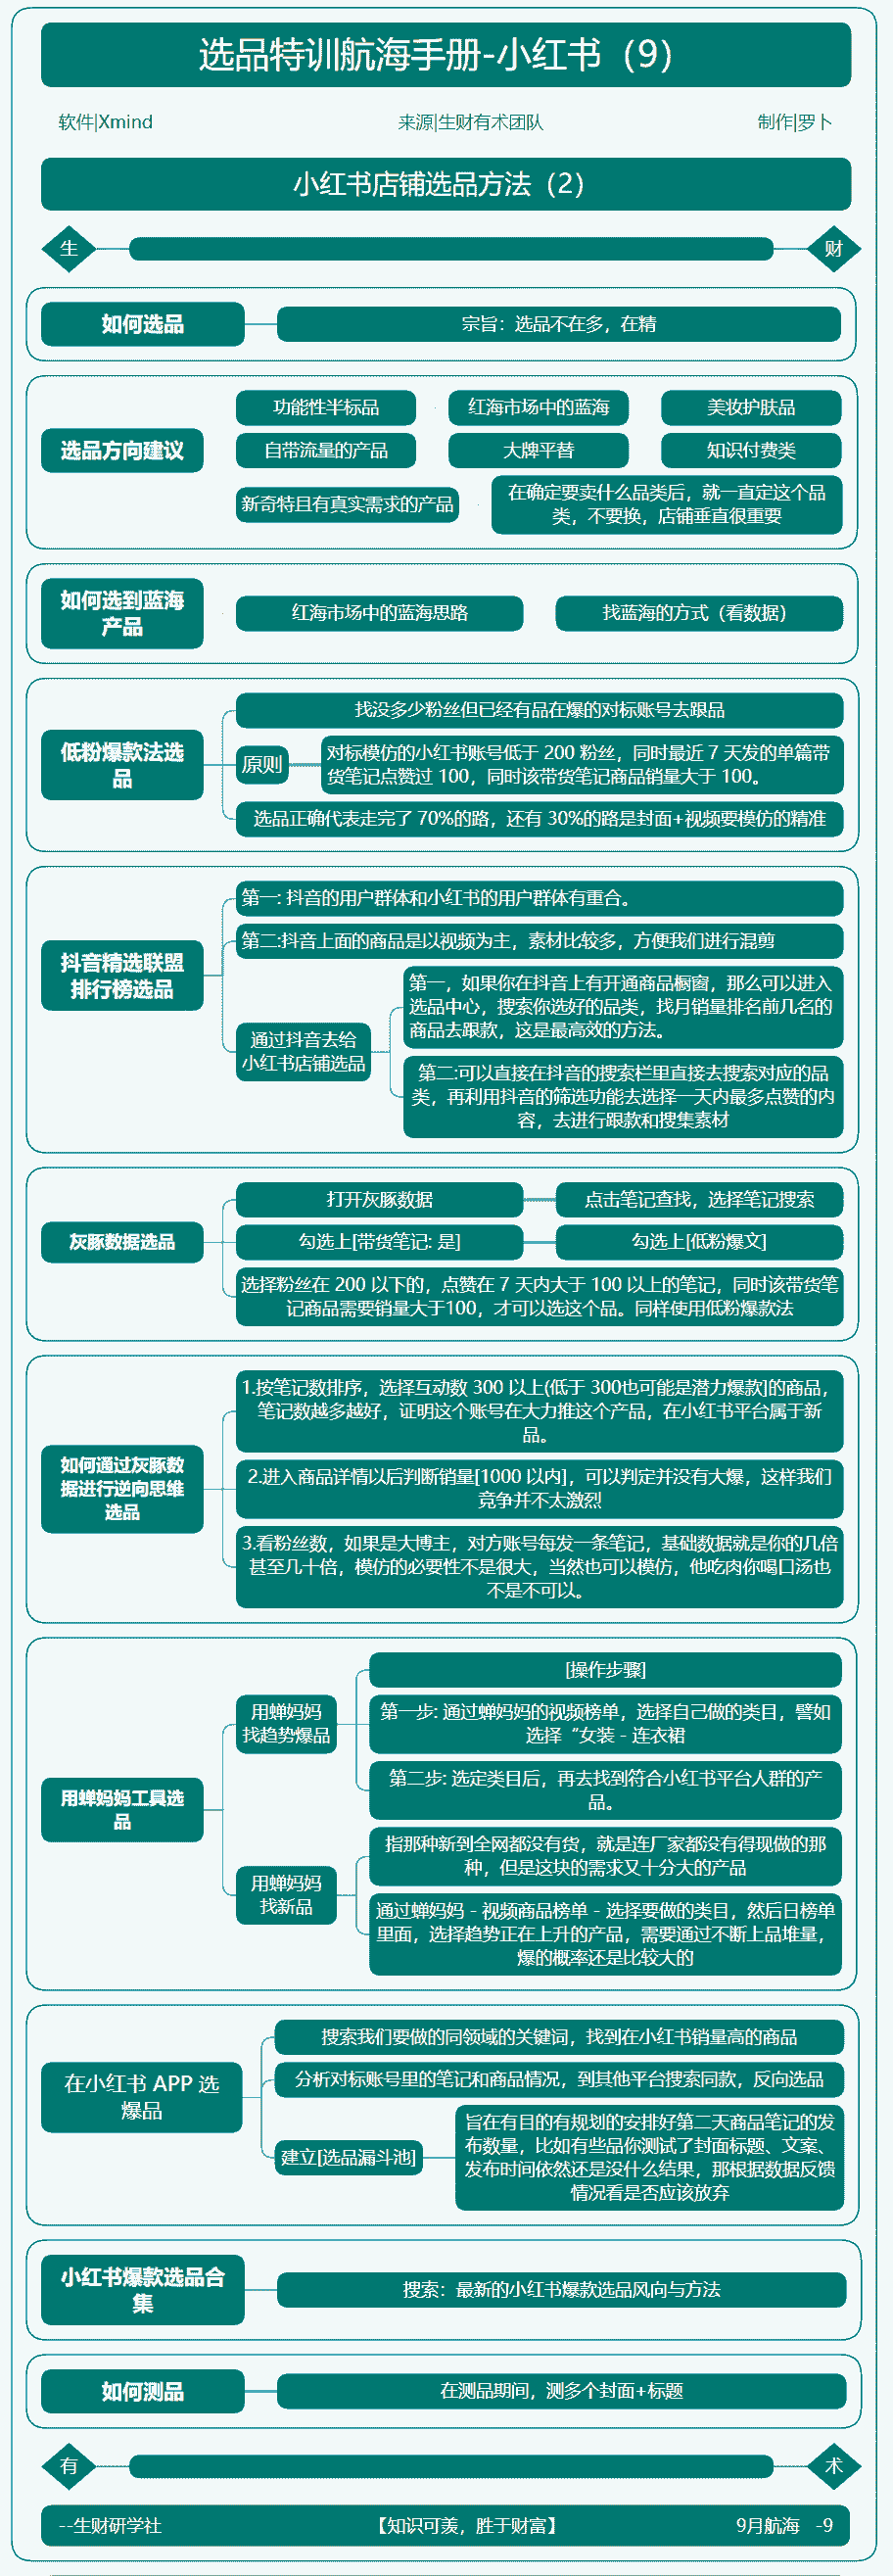 选品特训航海手册-小红书（9）
软件|Xmind
来源|生财有术团队
制作|罗卜
小红书店铺选品方法（2）
生
财
如何选品
宗旨：选品不在多，在精
选品方向建议
功能性半标品
红海市场中的蓝海
美妆护肤品
自带流量的产品
大牌平替
知识付费类
新奇特且有真实需求的产品
在确定要卖什么品类后，就一直定这个品
类，不要换，店铺垂直很重要
如何选到蓝海
产品
红海市场中的蓝海思路
找蓝海的方式（看数据）
低粉爆款法选
品
找没多少粉丝但已经有品在爆的对标账号去跟品
原则
对标模仿的小红书账号低于 200 粉丝，同时最近 7 天发的单篇带
货笔记点赞过 100，同时该带货笔记商品销量大于 100。
选品正确代表走完了 70%的路，还有 30%的路是封面+视频要模仿的精准
抖音精选联盟
排行榜选品
第一: 抖音的用户群体和小红书的用户群体有重合。
第二:抖音上面的商品是以视频为主，素材比较多，方便我们进行混剪
通过抖音去给
小红书店铺选品
第一，如果你在抖音上有开通商品橱窗，那么可以进入
选品中心，搜索你选好的品类，找月销量排名前几名的
商品去跟款，这是最高效的方法。
第二:可以直接在抖音的搜索栏里直接去搜索对应的品
类，再利用抖音的筛选功能去选择一天内最多点赞的内
容，去进行跟款和搜集素材
灰豚数据选品
打开灰豚数据
点击笔记查找，选择笔记搜索
勾选上[带货笔记: 是]
勾选上[低粉爆文]
选择粉丝在 200 以下的，点赞在 7 天内大于 100 以上的笔记，同时该带货笔
记商品需要销量大于100，才可以选这个品。同样使用低粉爆款法
如何通过灰豚数
据进行逆向思维
选品
1.按笔记数排序，选择互动数 300 以上(低于 300也可能是潜力爆款]的商品，
笔记数越多越好，证明这个账号在大力推这个产品，在小红书平台属于新
品。
2.进入商品详情以后判断销量[1000 以内]，可以判定并没有大爆，这样我们
竞争并不太激烈
3.看粉丝数，如果是大博主，对方账号每发一条笔记，基础数据就是你的几倍
甚至几十倍，模仿的必要性不是很大，当然也可以模仿，他吃肉你喝口汤也
不是不可以。
用蝉妈妈工具选
品
用蝉妈妈
找趋势爆品
[操作步骤]
第一步: 通过蝉妈妈的视频榜单，选择自己做的类目，譬如
选择“女装 - 连衣裙
第二步: 选定类目后，再去找到符合小红书平台人群的产
品。
用蝉妈妈
找新品
指那种新到全网都没有货，就是连厂家都没有得现做的那
种，但是这块的需求又十分大的产品
通过蝉妈妈 - 视频商品榜单 - 选择要做的类目，然后日榜单
里面，选择趋势正在上升的产品，需要通过不断上品堆量，
爆的概率还是比较大的
在小红书 APP 选
爆品
搜索我们要做的同领域的关键词，找到在小红书销量高的商品
分析对标账号里的笔记和商品情况，到其他平台搜索同款，反向选品
建立[选品漏斗池]
旨在有目的有规划的安排好第二天商品笔记的发
布数量，比如有些品你测试了封面标题、文案、
发布时间依然还是没什么结果，那根据数据反馈
情况看是否应该放弃
小红书爆款选品合
集
搜索：最新的小红书爆款选品风向与方法
如何测品
在测品期间，测多个封面+标题
有
术
--生财研学社
【知识可羡，胜于财富】
9月航海 -9